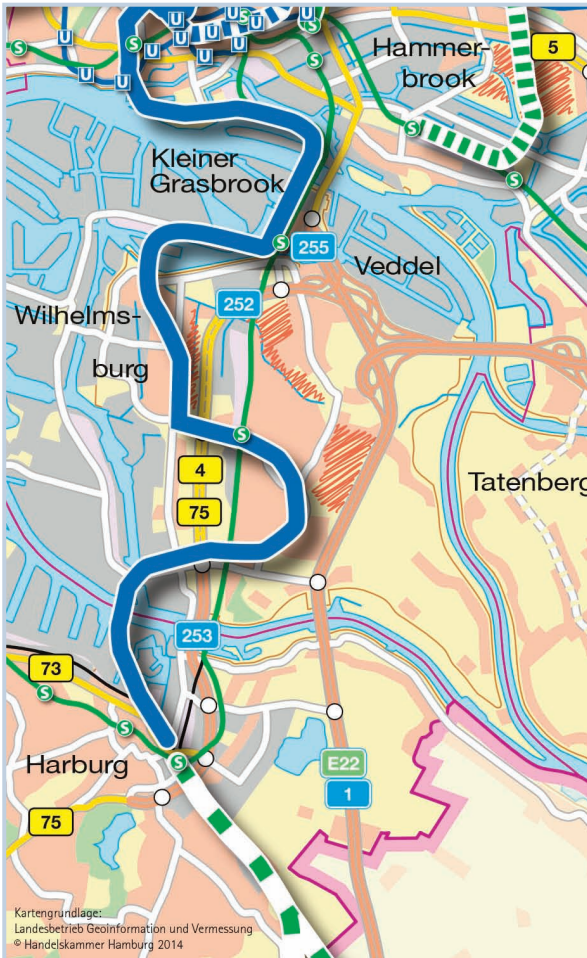 S
U
U
U
U
U
U
U
U
S
S
Hammer-
brook
5
S
S
Kleiner
Grasbrook
S
255
Veddel
252
Wilhelms-
burg
S
4
75
Tatenberg
253
73
S
S
Harburg
S
E22
1
75
Kartengrundlage:
Landesbetrieb Geoinformation und Vermessung
© Handelskammer Hamburg 2014